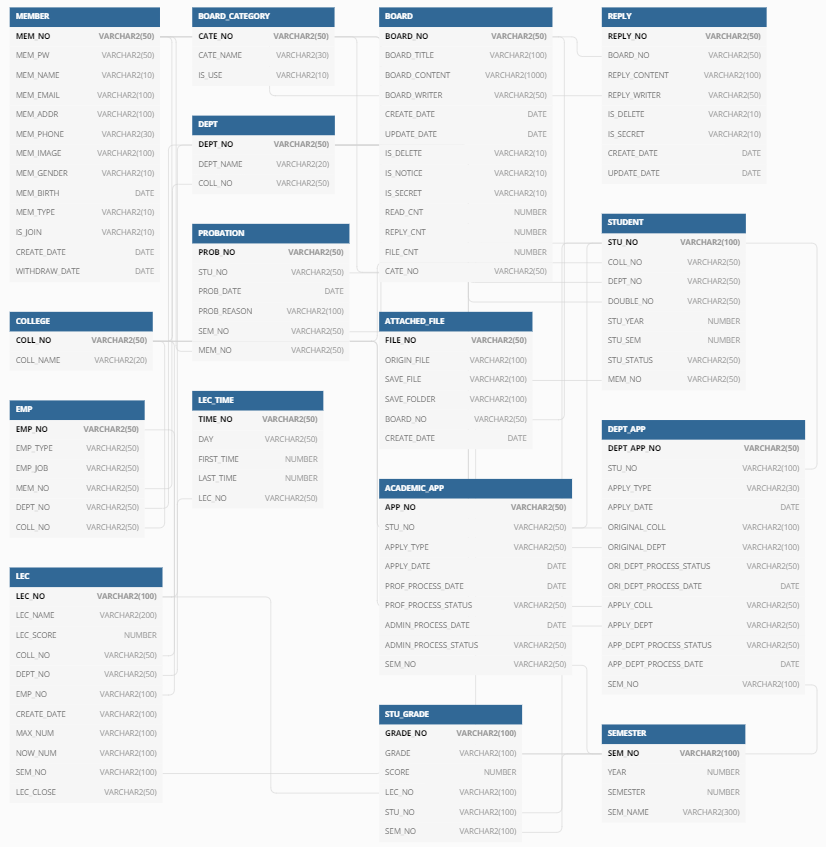 MEMBER
MEM_NO VARCHAR2(50)
MEM_PW VARCHAR2(50)
MEM_NAME VARCHAR2(10)
MEM_EMAIL VARCHAR2(100)
MEM_ADDR VARCHAR2(100)
MEM_PHONE VARCHAR2(30)
MEM_IMAGE VARCHAR2(100)
MEM_GENDER VARCHAR2(10)
MEM_BIRTH DATE
MEM_TYPE VARCHAR2(10)
IS_JOIN VARCHAR2(10)
CREATE_DATE DATE
WITHDRAW_DATE DATE
COLLEGE
COLL_NO VARCHAR2(50)
COLL_NAME VARCHAR2(20)
EMP
EMP_NO VARCHAR2(50)
EMP_TYPE VARCHAR2(50)
EMP_JOB VARCHAR2(50)
MEM_NO VARCHAR2(50)
DEPT_NO VARCHAR2(50)
COLL_NO VARCHAR2(50)
LEC
LEC_NO VARCHAR2(100)
LEC_NAME VARCHAR2(200)
LEC_SCORE NUMBER
COLL_NO VARCHAR2(50)
DEPT_NO VARCHAR2(50)
EMP_NO VARCHAR2(100)
CREATE_DATE VARCHAR2(100)
MAX_NUM VARCHAR2(100)
NOW_NUM VARCHAR2(100)
SEM_NO VARCHAR2(100)
LEC_CLOSE VARCHAR2(50)
BOARD_CATEGORY
CATE_NO VARCHAR2(50)
CATE_NAME VARCHAR2(30)
IS_USE VARCHAR2(10)
DEPT
DEPT_NO VARCHAR2(50)
DEPT_NAME VARCHAR2(20)
COLL_NO VARCHAR2(50)
PROBATION
PROB_NO VARCHAR2(50)
STU_NO VARCHAR2(50)
PROB_DATE DATE
PROB_REASON VARCHAR2(100)
SEM_NO VARCHAR2(50)
MEM_NO VARCHAR2(50)
LEC_TIME
TIME_NO VARCHAR2(50)
DAY VARCHAR2(50)
FIRST_TIME NUMBER
LAST_TIME NUMBER
LEC_NO VARCHAR2(50)
BOARD
BOARD_NO VARCHAR2(50)
BOARD_TITLE VARCHAR2(100)
BOARD_CONTENT VARCHAR2(1000)
BOARD_WRITER VARCHAR2(50)
CREATE_DATE DATE
UPDATE_DATE DATE
IS_DELETE VARCHAR2(10)
IS_NOTICE VARCHAR2(10)
IS_SECRET VARCHAR2(10)
READ_CNT NUMBER
REPLY_CNT NUMBER
FILE_CNT NUMBER
CATE_NO VARCHAR2(50)
ATTACHED_FILE
FILE_NO VARCHAR2(50)
ORIGIN_FILE VARCHAR2(100)
SAVE_FILE VARCHAR2(100)
SAVE_FOLDER VARCHAR2(100)
BOARD_NO VARCHAR2(50)
CREATE_DATE DATE
ACADEMIC_APP
APP_NO VARCHAR2(50)
STU_NO VARCHAR2(50)
APPLY_TYPE VARCHAR2(50)
APPLY_DATE DATE
PROF_PROCESS_DATE DATE
PROF_PROCESS_STATUS VARCHAR2(50)
ADMIN_PROCESS_DATE DATE
ADMIN_PROCESS_STATUS VARCHAR2(50)
SEM_NO VARCHAR2(50)
STU_GRADE
GRADE_NO VARCHAR2(100)
GRADE VARCHAR2(100)
SCORE NUMBER
LEC_NO VARCHAR2(100)
STU_NO VARCHAR2(100)
SEM_NO VARCHAR2(100)
REPLY
REPLY_NO VARCHAR2(50)
BOARD_NO VARCHAR2(50)
REPLY_CONTENT VARCHAR2(100)
REPLY_WRITER VARCHAR2(50)
IS_DELETE VARCHAR2(10)
IS_SECRET VARCHAR2(10)
CREATE_DATE DATE
UPDATE_DATE DATE
STUDENT
STU_NO VARCHAR2(100)
COLL_NO VARCHAR2(50)
DEPT_NO VARCHAR2(50)
DOUBLE_NO VARCHAR2(50)
STU_YEAR NUMBER
STU_SEM NUMBER
STU_STATUS VARCHAR2(50)
MEM_NO VARCHAR2(50)
DEPT_APP
DEPT_APP_NO VARCHAR2(50)
STU_NO VARCHAR2(100)
APPLY_TYPE VARCHAR2(30)
APPLY_DATE DATE
ORIGINAL_COLL VARCHAR2(100)
ORIGINAL_DEPT VARCHAR2(100)
ORI_DEPT_PROCESS_STATUS VARCHAR2(50)
ORI_DEPT_PROCESS_DATE DATE
APPLY_COLL VARCHAR2(50)
APPLY_DEPT VARCHAR2(50)
APP_DEPT_PROCESS_STATUS VARCHAR2(50)
APP_DEPT_PROCESS_DATE DATE
SEM_NO VARCHAR2(100)
SEMESTER
SEM_NO VARCHAR2(100)
YEAR NUMBER
SEMESTER NUMBER
SEM_NAME VARCHAR2(300)